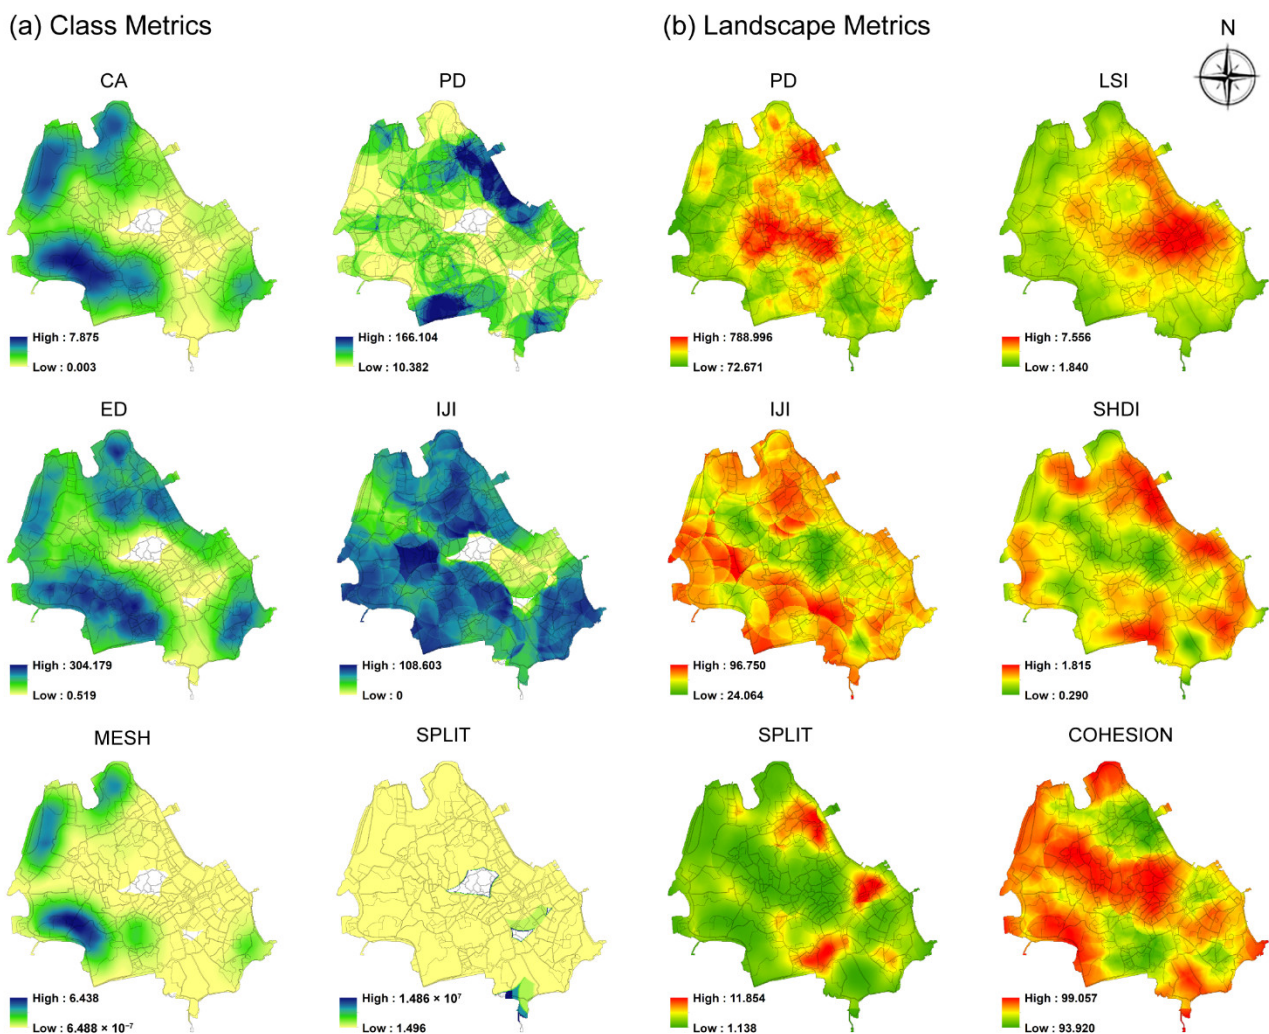 (a) Class Metrics
(b) Landscape Metrics
N
CA
PD
PD
LSI
High : 7.875
Low : 0.003
High : 166.104
Low : 10.382
High : 788.996
Low : 72.671
High : 7.556
Low : 1.840
ED
IJI
IJI
SHDI
High : 304.179
Low : 0.519
High : 108.603
Low : 0
High : 96.750
Low : 24.064
High : 1.815
Low : 0.290
MESH
SPLIT
SPLIT
COHESION
High : 6.438
Low : 6.488 × 10⁻⁷
High : 1.486 × 10⁷
Low : 1.496
High : 11.854
Low : 1.138
High : 99.057
Low : 93.920